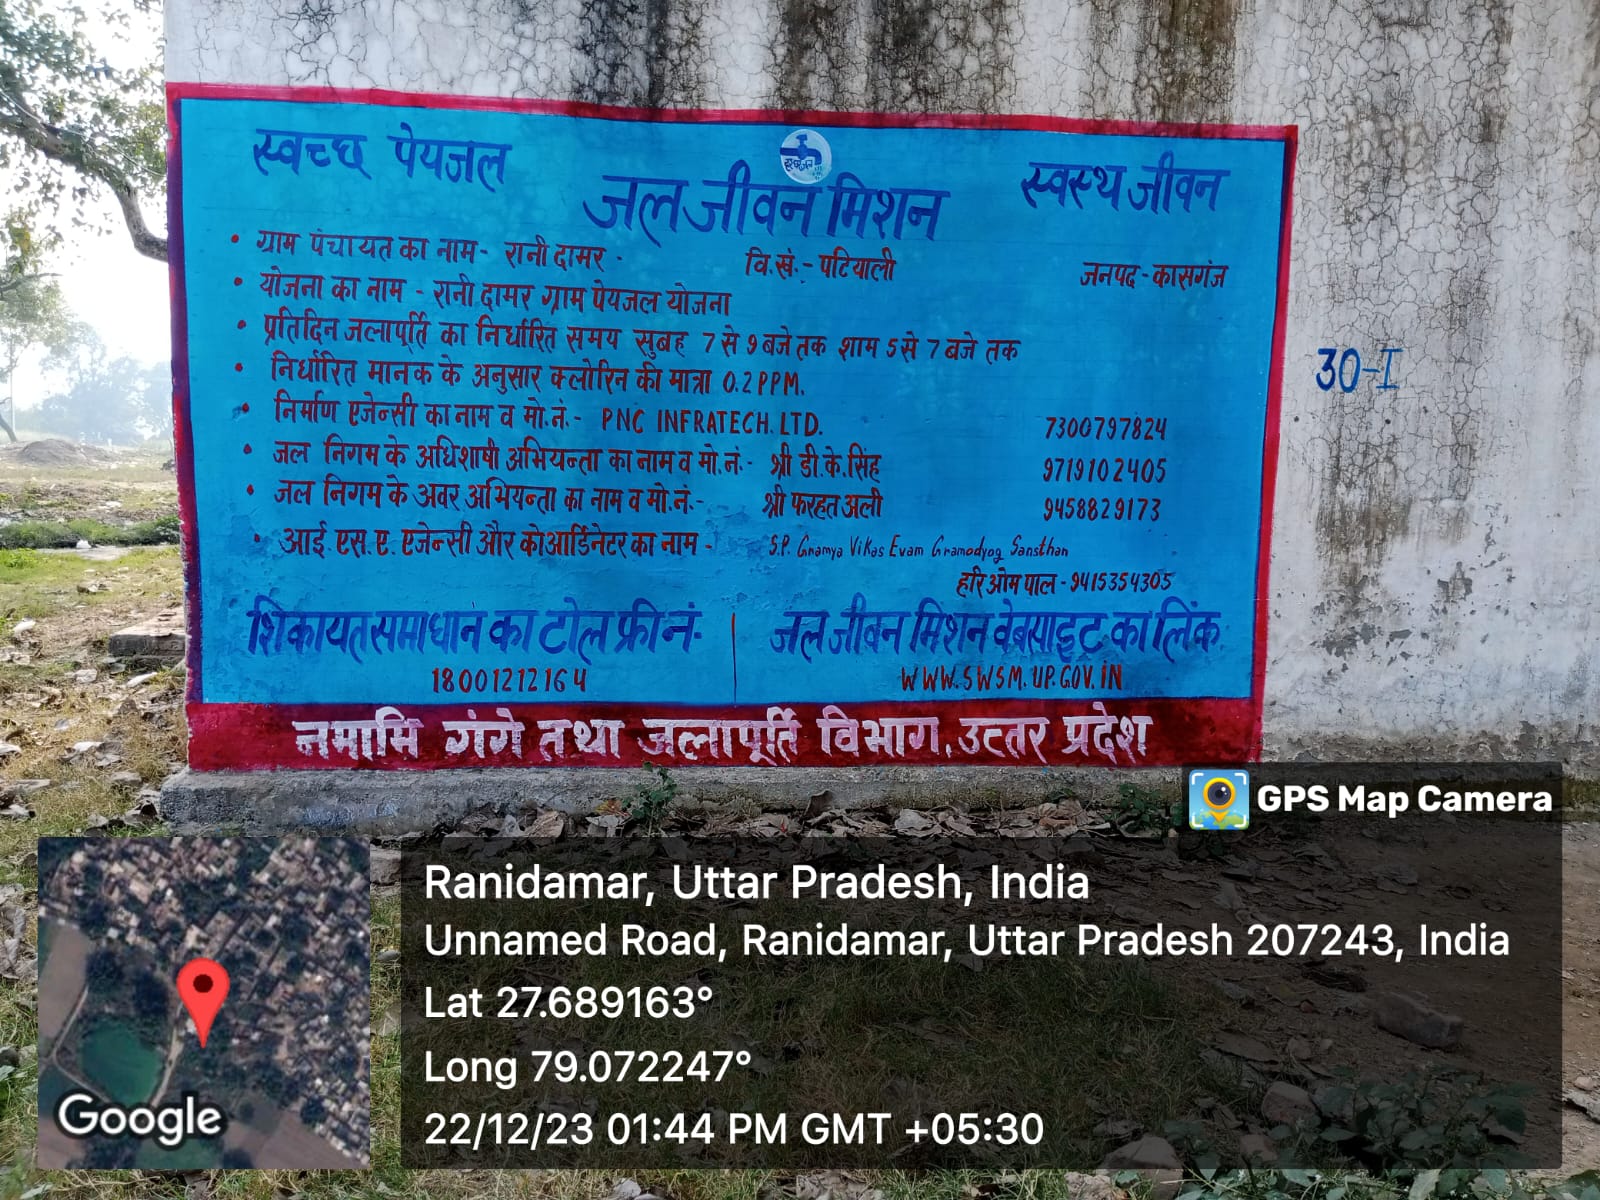 स्वच्छ पेयजल
हर घर जल
जल जीवन मिशन
स्वस्थ जीवन
• ग्राम पंचायत का नाम - रानी दामर - वि.खं.- पटियाली जनपद - कासगंज
• योजना का नाम - रानी दामर ग्राम पेयजल योजना
• प्रतिदिन जलापूर्ति का निर्धारित समय सुबह 7 से 9 बजे तक शाम 5 से 7 बजे तक
• निर्धारित मानक के अनुसार क्लोरिन की मात्रा 0.2 PPM.
• निर्माण एजेन्सी का नाम व मो.नं.- PNC INFRATECH LTD. 7300797824
• जल निगम के अधिशाषी अभियन्ता का नाम व मो.नं.- श्री डी.के.सिंह 9719102405
• जल निगम के अवर अभियन्ता का नाम व मो.नं.- श्री फरहत अली 9458829173
• आई.एस.ए. एजेन्सी और कोआर्डिनेटर का नाम - S.P. Gramya Vikas Evam Gramodyog Sansthan
हरि ओम पाल - 9415354305
शिकायत समाधान का टोल फ्री नं.
18001212164
जल जीवन मिशन वेबसाइट का लिंक
WWW.SWSM.UP.GOV.IN
नमामि गंगे तथा जलापूर्ति विभाग, उत्तर प्रदेश
30-I
GPS Map Camera
Ranidamar, Uttar Pradesh, India
Unnamed Road, Ranidamar, Uttar Pradesh 207243, India
Lat 27.689163°
Long 79.072247°
22/12/23 01:44 PM GMT +05:30
Google